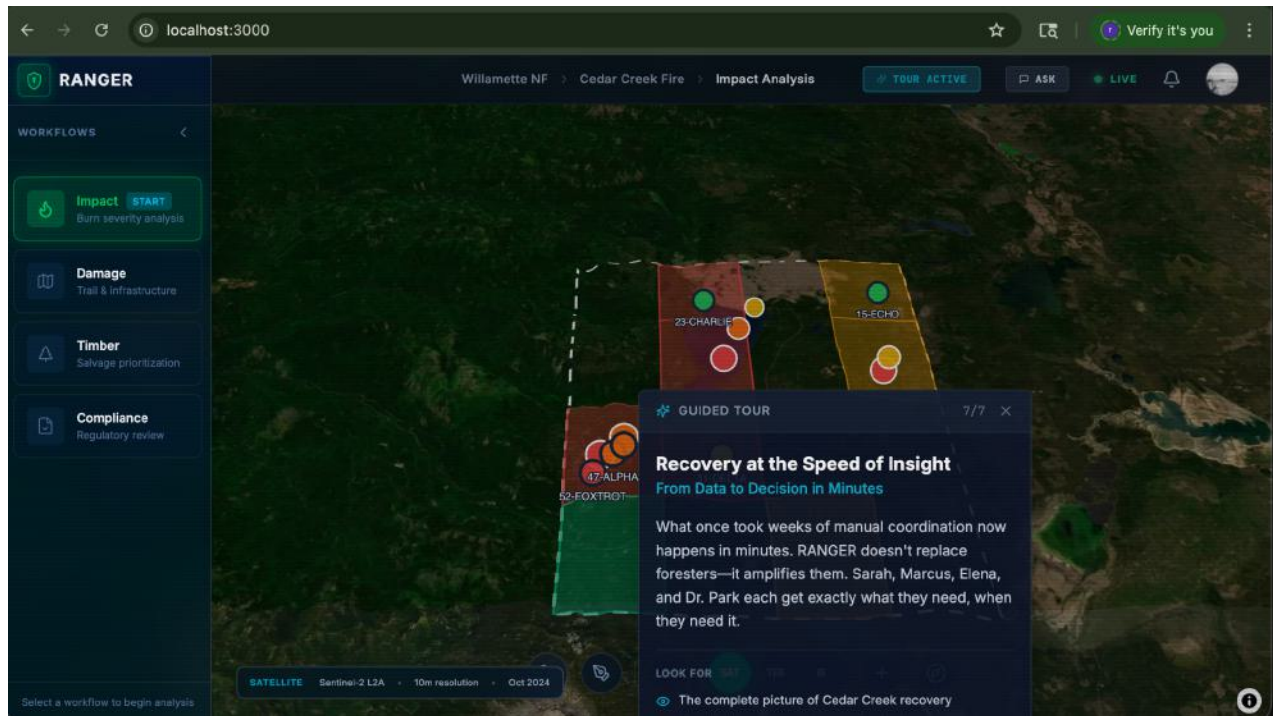 localhost:3000
Verify it's you
RANGER
Willamette NF > Cedar Creek Fire > Impact Analysis
TOUR ACTIVE
ASK
LIVE
WORKFLOWS
Impact START
Burn severity analysis
Damage
Trail & infrastructure
Timber
Salvage prioritization
Compliance
Regulatory review
Select a workflow to begin analysis
23-CHARLIE
15-ECHO
47-ALPHA
52-FOXTROT
GUIDED TOUR 7/7
Recovery at the Speed of Insight
From Data to Decision in Minutes
What once took weeks of manual coordination now
happens in minutes. RANGER doesn't replace
foresters—it amplifies them. Sarah, Marcus, Elena,
and Dr. Park each get exactly what they need, when
they need it.
LOOK FOR
The complete picture of Cedar Creek recovery
SATELLITE Sentinel-2 L2A • 10m resolution • Oct 2024